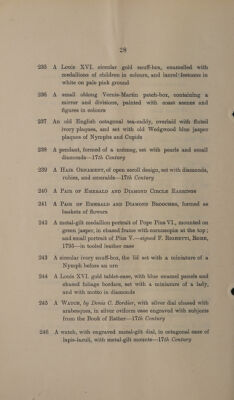 28
235 A Louis XVI. circular gold snuff-box, enamelled with
medallions of children in colours, and laurel festoons in
white on pale pink ground
236 A small oblong Vernis-Martin patch-box, containing a
mirror and divisions, painted with coast scenes and
figures in colours
237 An old English octagonal tea-caddy, overlaid with fluted
ivory plaques, and set with old Wedgwood blue jasper
plaques of Nymphs and Cupids
238 A pendant, formed of a nutmeg, set with pearls and small
diamonds—17th Century
239 A Hair Ornament, of open scroll design, set with diamonds,
rubies, and emeralds—17th Century
240 A Pair of Emerald and Diamond Circle Earrings
241 A Pair of Emerald and Diamond Brooches, formed as
baskets of flowers
242 A metal-gilt medallion portrait of Pope Pius VI., mounted on
green jasper, in chased frame with cornucopiæ at the top;
and small portrait of Pius V.—signed F. Righetti, Rome,
1795—in tooled leather case
243 A circular ivory snuff-box, the lid set with a miniature of a
Nymph before an urn
244 A Louis XVI. gold tablet-case, with blue enamel panels and
chased foliage borders, set with a miniature of a lady,
and with motto in diamonds
245 A Watch, by Denis C. Bordier, with silver dial chased with
arabesques, in silver oviform case engraved with subjects
from the Book of Esther—17th Century
246 A watch, with engraved metal-gilt dial, in octagonal case of
lapis-lazuli, with metal-gilt mounts—17th Century